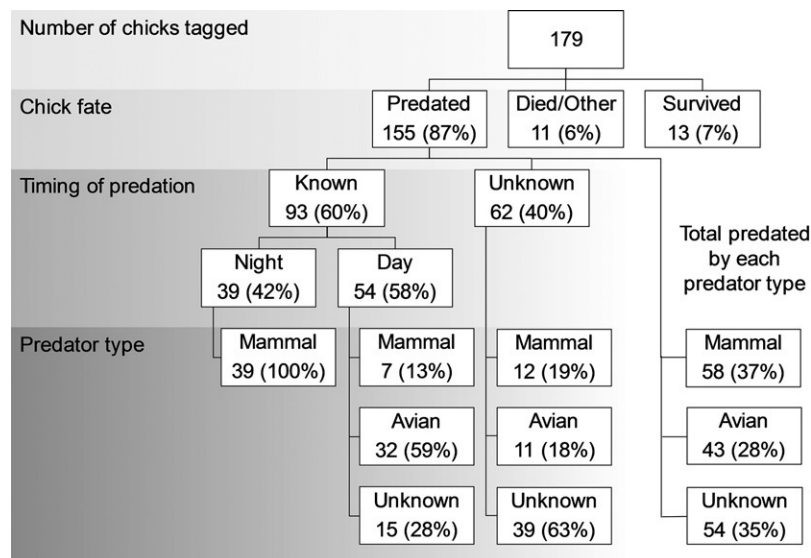 Number of chicks tagged
179
Chick fate
Predated
155 (87%)
Died/Other
11 (6%)
Survived
13 (7%)
Timing of predation
Known
93 (60%)
Unknown
62 (40%)
Night
39 (42%)
Day
54 (58%)
Total predated
by each
predator type
Predator type
Mammal
39 (100%)
Mammal
7 (13%)
Mammal
12 (19%)
Mammal
58 (37%)
Avian
32 (59%)
Avian
11 (18%)
Avian
43 (28%)
Unknown
15 (28%)
Unknown
39 (63%)
Unknown
54 (35%)